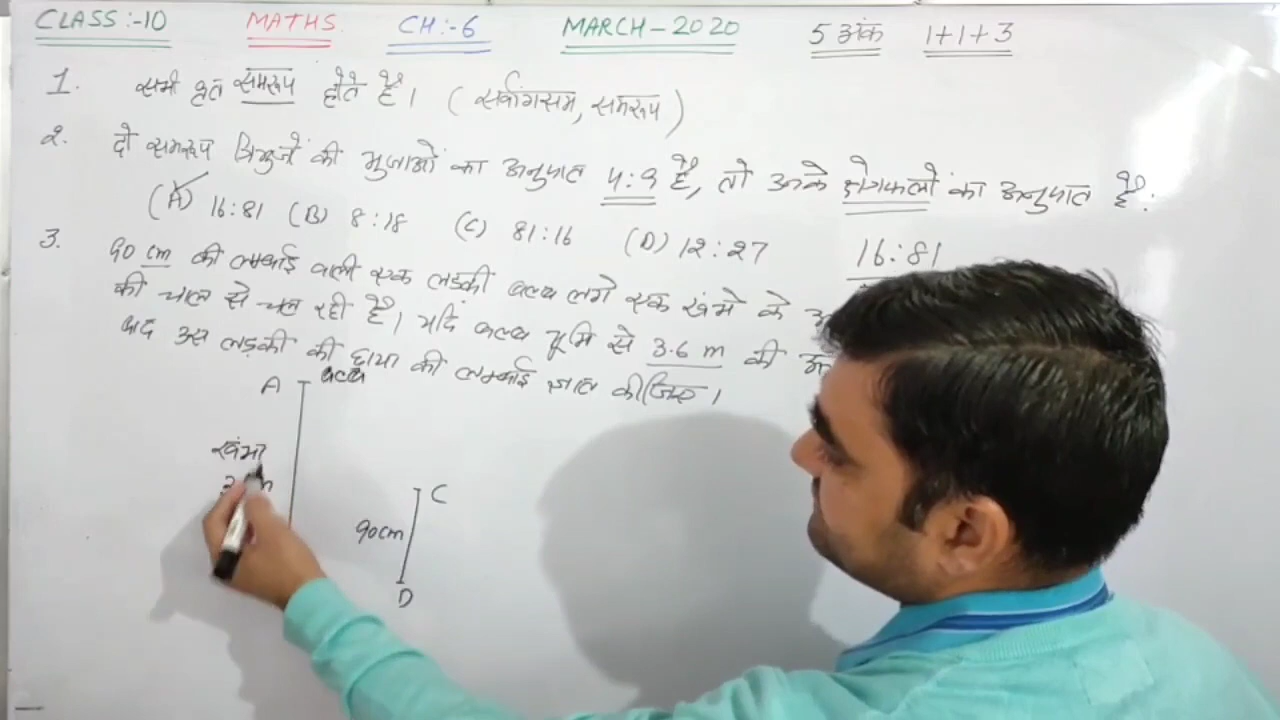 CLASS :- 10 MATHS. CH :- 6 MARCH - 2020 5 अंक 1+1+3
1. सभी वृत समरूप होते है। (सर्वांगसम, समरूप)
2. दो समरूप त्रिभुजों की भुजाओं का अनुपात 4:9 है, तो उनके क्षेत्रफलों का अनुपात है:
(A) 16:81 (B) 8:18 (C) 81:16 (D) 12:27 16:81
3. 90 cm की लम्बाई वाली एक लड़की बल्ब लगे एक खंभे के
की चाल से चल रही है। यदि बल्ब भूमि से 3.6 m की
बाद उस लड़की की छाया की लम्बाई ज्ञात कीजिए।
A बल्ब
खंभा
C
90cm
D